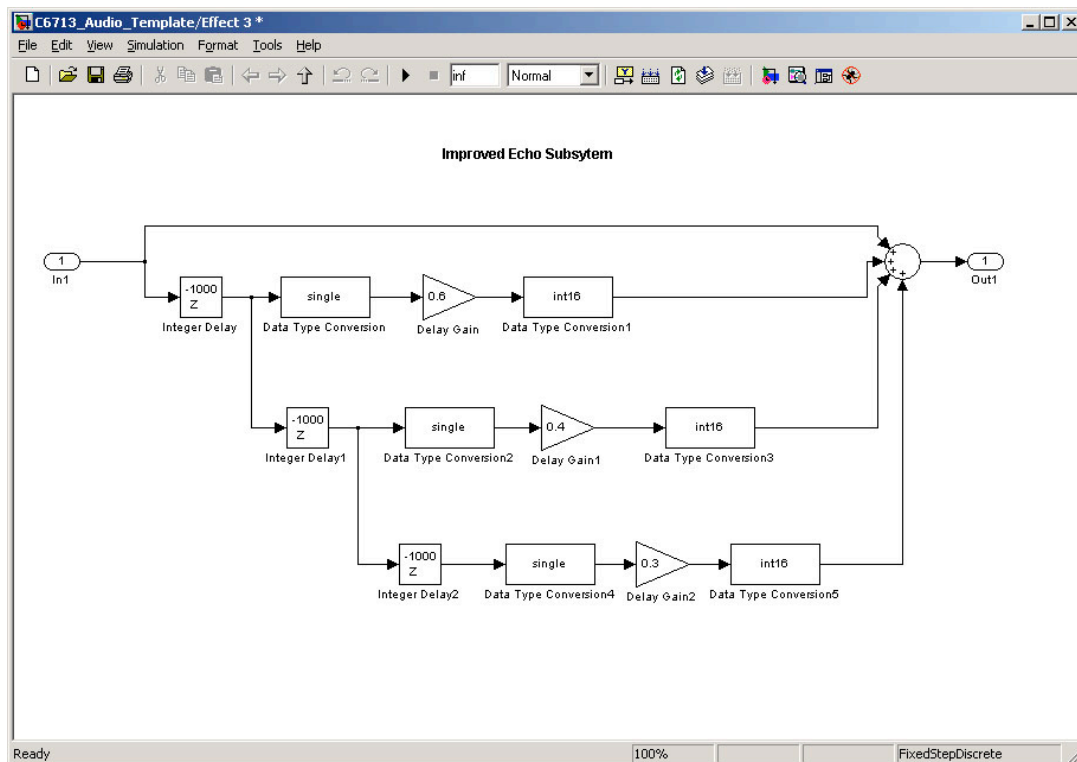 C6713_Audio_Template/Effect 3 *
File Edit View Simulation Format Tools Help
inf Normal
Improved Echo Subsytem
1
In1
-1000
Z
Integer Delay
single
Data Type Conversion
0.6
Delay Gain
int16
Data Type Conversion1
+
+
+
+
1
Out1
-1000
Z
Integer Delay1
single
Data Type Conversion2
0.4
Delay Gain1
int16
Data Type Conversion3
-1000
Z
Integer Delay2
single
Data Type Conversion4
0.3
Delay Gain2
int16
Data Type Conversion5
Ready 100% FixedStepDiscrete